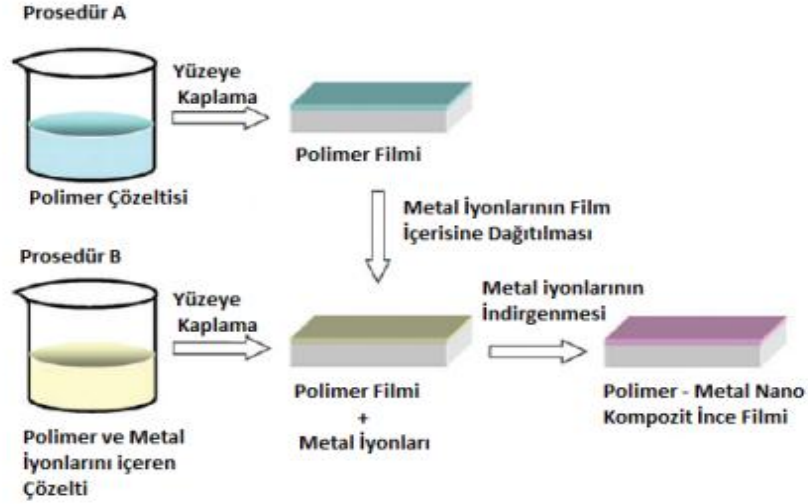 Prosedür A
Yüzeye
Kaplama
Polimer Çözeltisi
Polimer Filmi
Metal İyonlarının Film
İçerisine Dağıtılması
Prosedür B
Yüzeye
Kaplama
Polimer ve Metal
İyonlarını içeren
Çözelti
Polimer Filmi
+
Metal İyonları
Metal iyonlarının
İndirgenmesi
Polimer - Metal Nano
Kompozit İnce Filmi